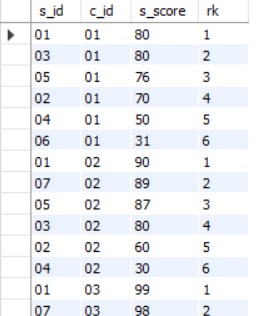 s_id c_id s_score rk
01 01 80 1
03 01 80 2
05 01 76 3
02 01 70 4
04 01 50 5
06 01 31 6
01 02 90 1
07 02 89 2
05 02 87 3
03 02 80 4
02 02 60 5
04 02 30 6
01 03 99 1
07 03 98 2